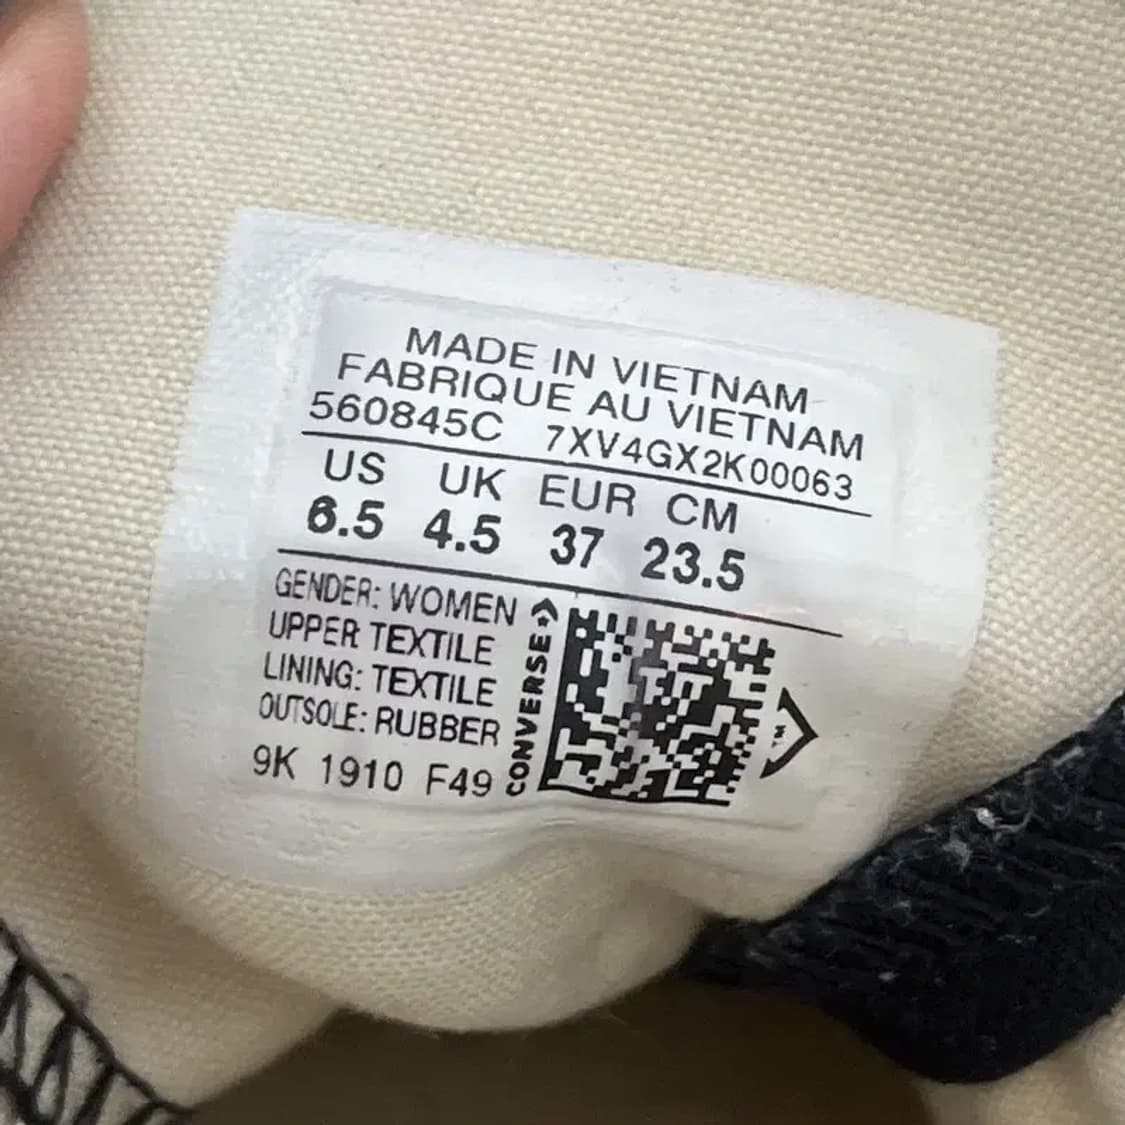 MADE IN VIETNAM
FABRIQUE AU VIETNAM
560845C 7XV4GX2K00063
US UK EUR CM
6.5 4.5 37 23.5
GENDER: WOMEN
UPPER TEXTILE
LINING: TEXTILE
OUTSOLE: RUBBER
9K 1910 F49
CONVERSE
TM